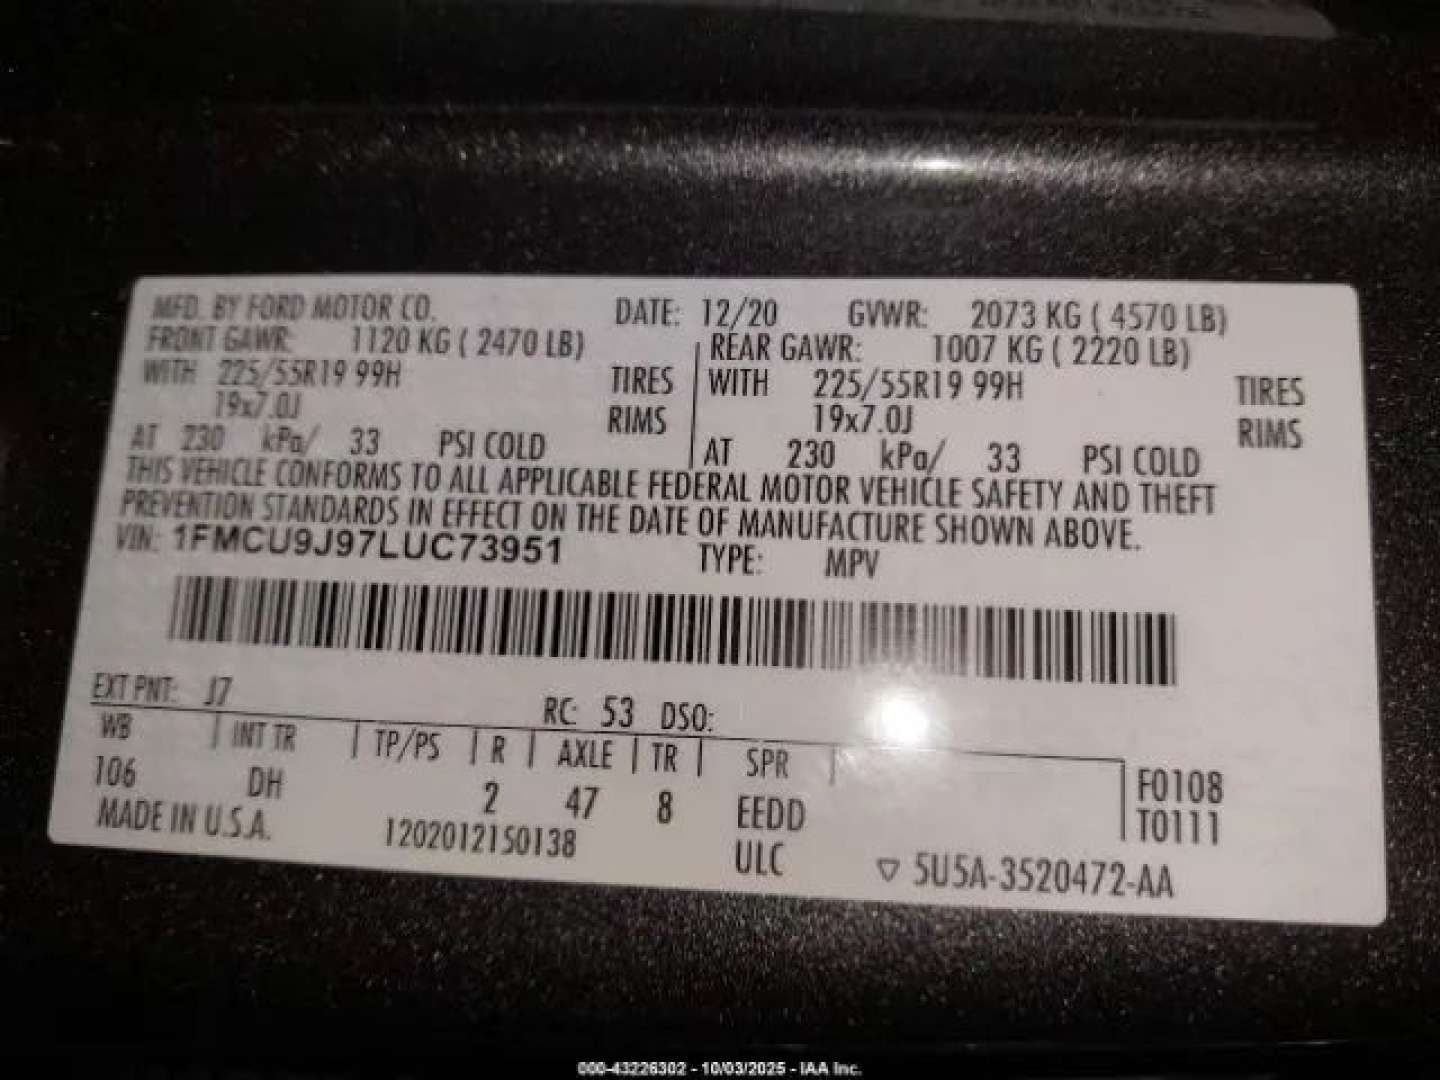 MFD. BY FORD MOTOR CO. DATE: 12/20 GVWR: 2073 KG ( 4570 LB)
FRONT GAWR: 1120 KG ( 2470 LB) REAR GAWR: 1007 KG ( 2220 LB)
WITH 225/55R19 99H TIRES WITH 225/55R19 99H TIRES
19x7.0J RIMS 19x7.0J RIMS
AT 230 kPa/ 33 PSI COLD AT 230 kPa/ 33 PSI COLD
THIS VEHICLE CONFORMS TO ALL APPLICABLE FEDERAL MOTOR VEHICLE SAFETY AND THEFT
PREVENTION STANDARDS IN EFFECT ON THE DATE OF MANUFACTURE SHOWN ABOVE.
VIN: 1FMCU9J97LUC73951 TYPE: MPV
EXT PNT: J7 RC: 53 DSO:
WB INT TR TP/PS R AXLE TR SPR
106 DH 2 47 8 EEDD F0108
MADE IN U.S.A. 1202012150138 ULC T0111
▽ 5U5A-3520472-AA
000-43226302 - 10/03/2025 - IAA Inc.